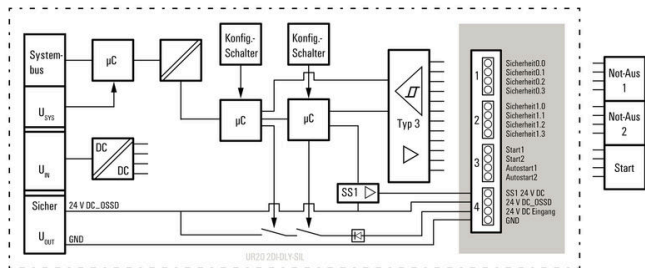 System-
bus
U_SYS
U_IN
Sicher
U_OUT
µC
DC
DC
24 V DC_OSSD
GND
Konfig.-
Schalter
Konfig.-
Schalter
µC
µC
Typ 3
SS1
1
Sicherheit0.0
Sicherheit0.1
Sicherheit0.2
Sicherheit0.3
2
Sicherheit1.0
Sicherheit1.1
Sicherheit1.2
Sicherheit1.3
3
Start1
Start2
Autostart1
Autostart2
4
SS1 24 V DC
24 V DC_OSSD
24 V DC Eingang
GND
Not-Aus
1
Not-Aus
2
Start
UR20 2DI-DLY-SIL